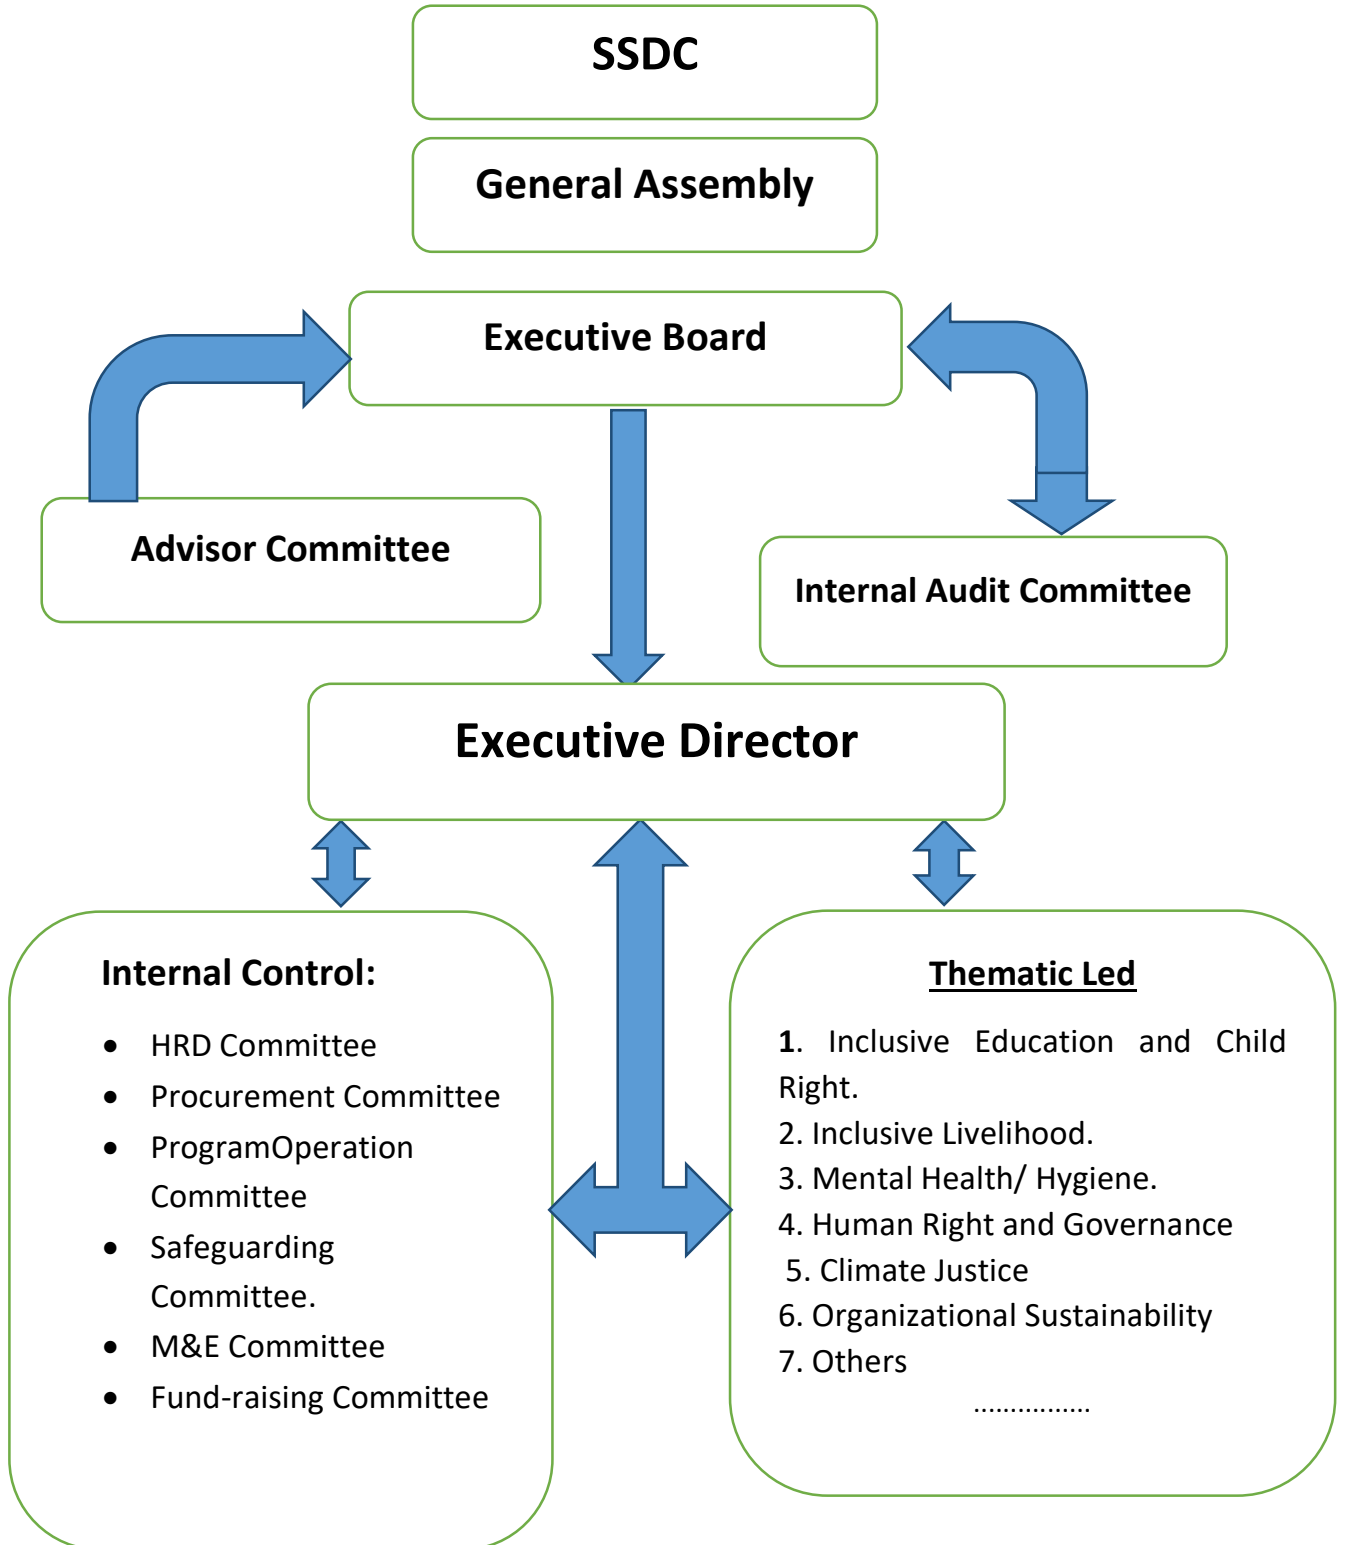 SSDC
General Assembly
Executive Board
Advisor Committee
Internal Audit Committee
Executive Director
Internal Control:
• HRD Committee
• Procurement Committee
• ProgramOperation
Committee
• Safeguarding
Committee.
• M&E Committee
• Fund-raising Committee
Thematic Led
1. Inclusive Education and Child
Right.
2. Inclusive Livelihood.
3. Mental Health/ Hygiene.
4. Human Right and Governance
5. Climate Justice
6. Organizational Sustainability
7. Others
................